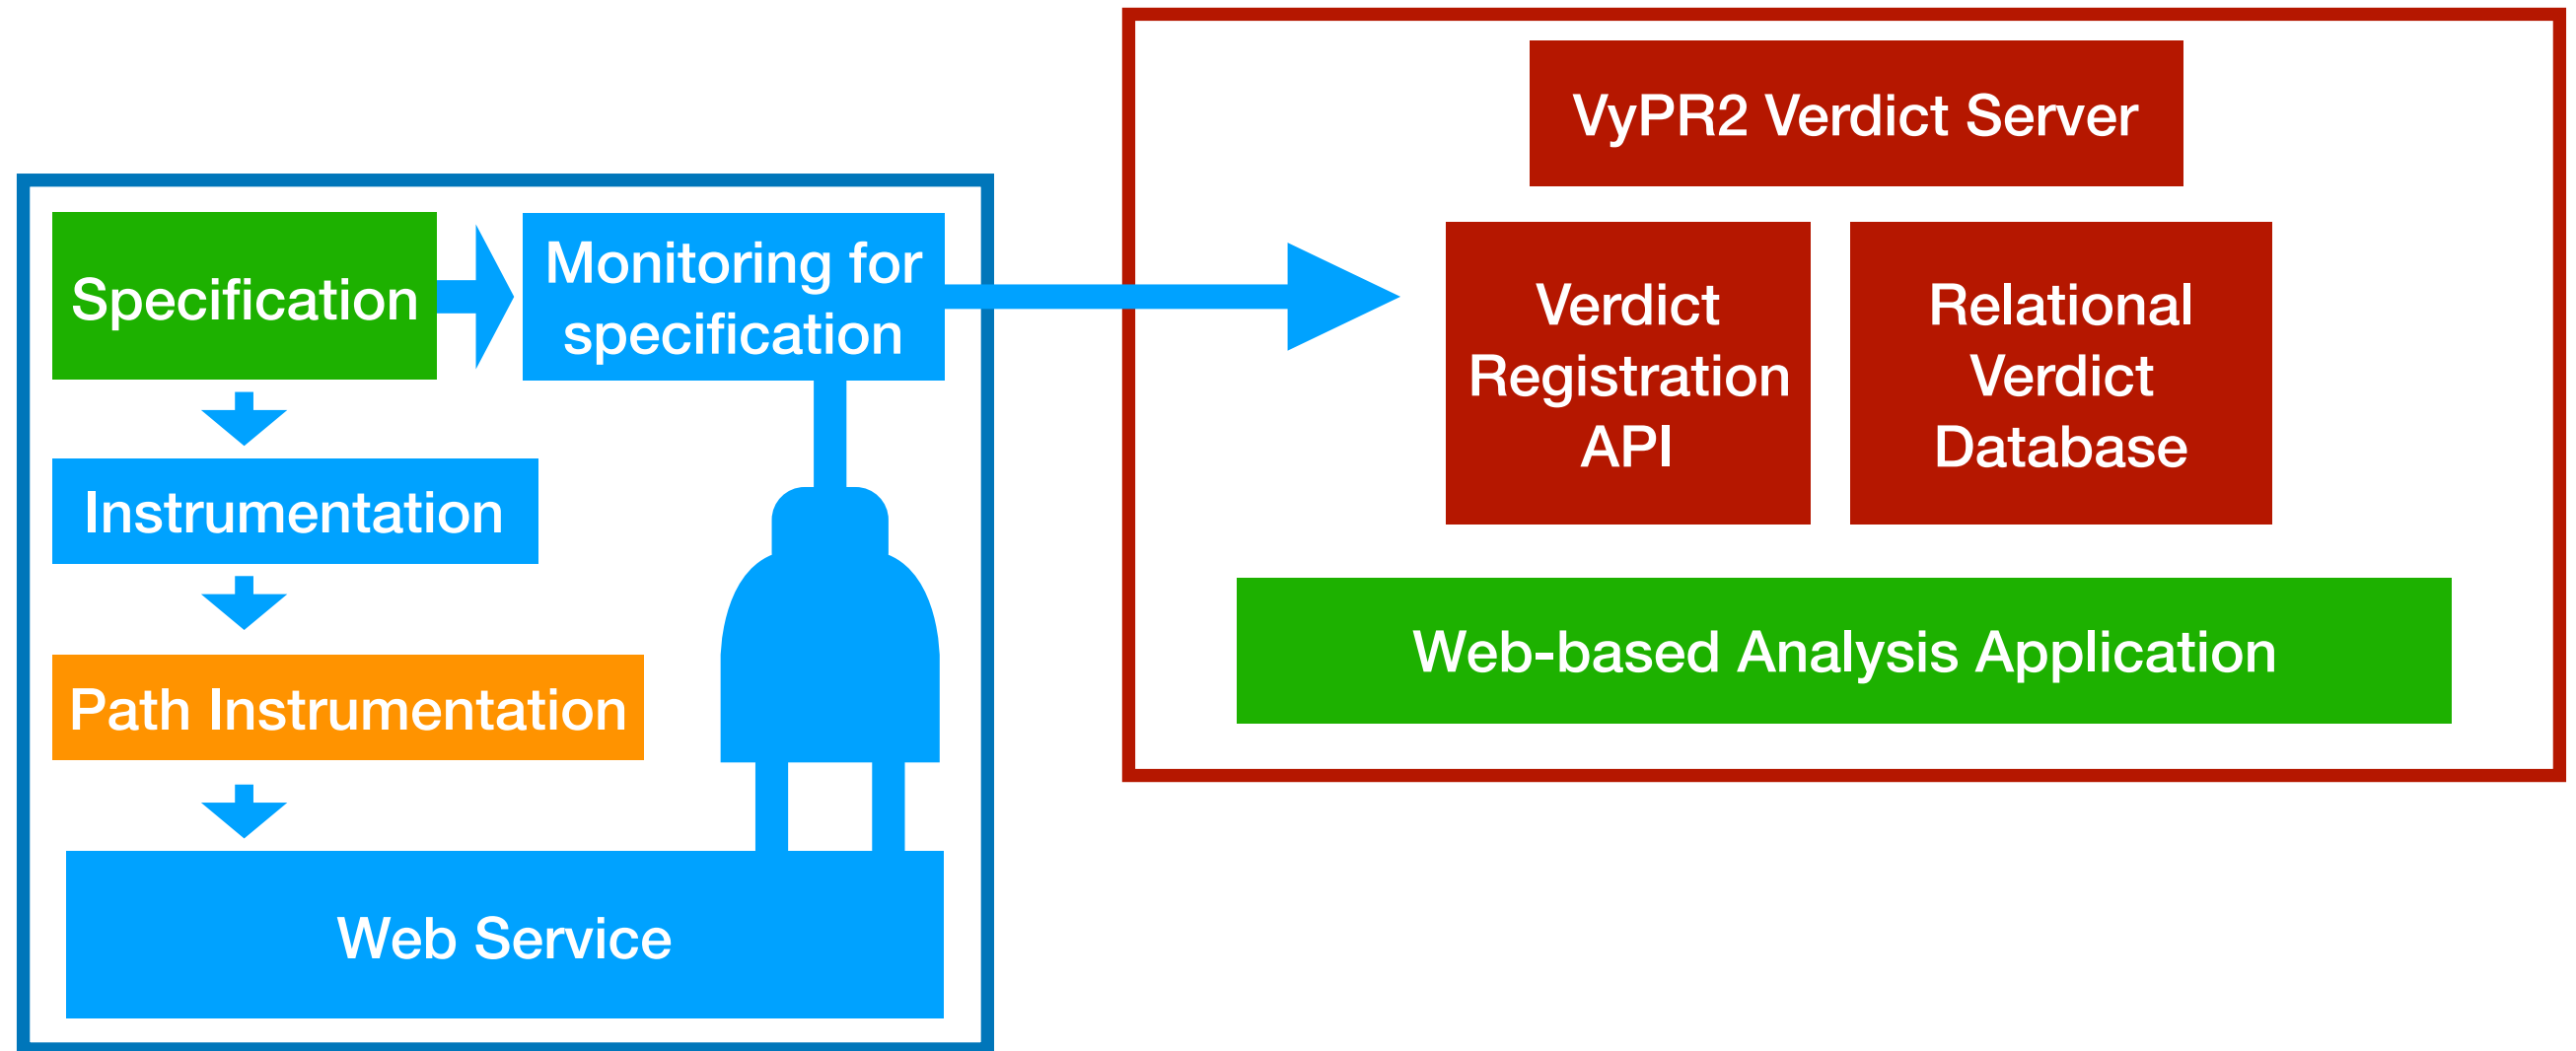 VyPR2 Verdict Server
Specification
Monitoring for
specification
Verdict
Registration
API
Relational
Verdict
Database
Instrumentation
Path Instrumentation
Web-based Analysis Application
Web Service